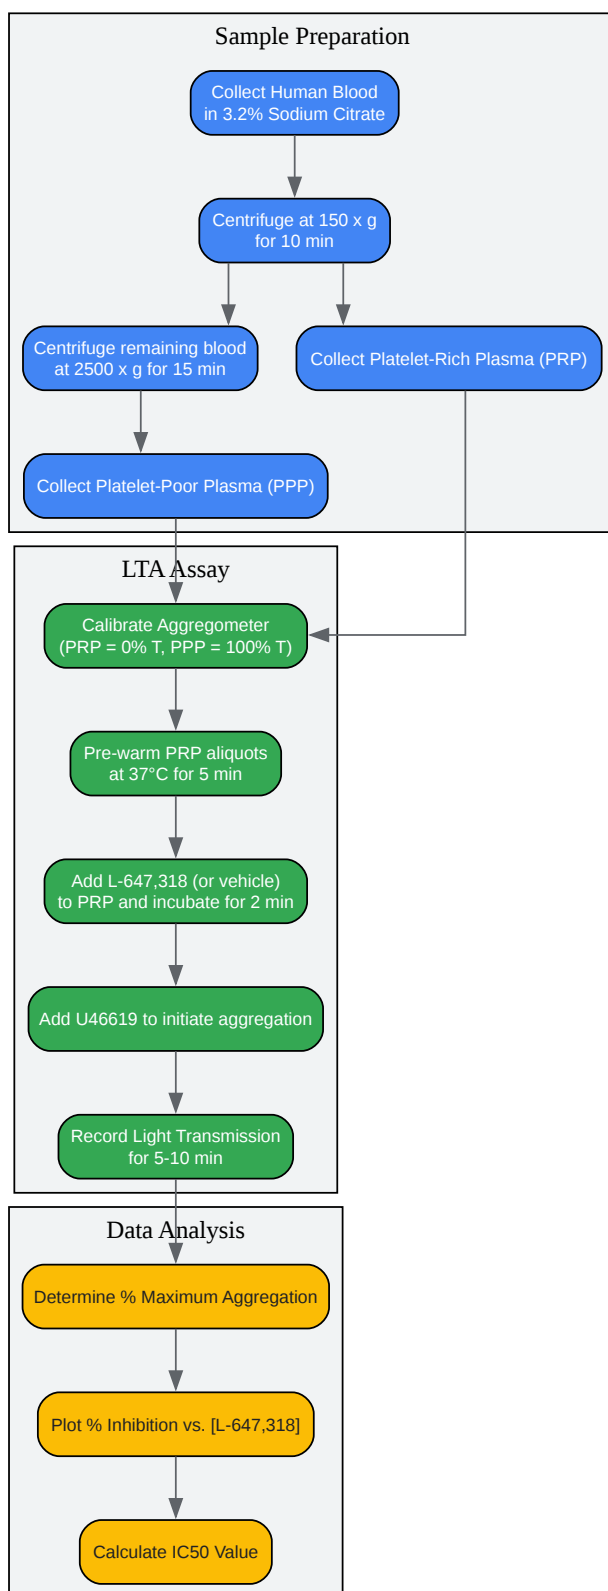 Sample Preparation
Collect Human Blood
in 3.2% Sodium Citrate
Centrifuge at 150 x g
for 10 min
Centrifuge remaining blood
at 2500 x g for 15 min
Collect Platelet-Rich Plasma (PRP)
Collect Platelet-Poor Plasma (PPP)
LTA Assay
Calibrate Aggregometer
(PRP = 0% T, PPP = 100% T)
Pre-warm PRP aliquots
at 37°C for 5 min
Add L-647,318 (or vehicle)
to PRP and incubate for 2 min
Add U46619 to initiate aggregation
Record Light Transmission
for 5-10 min
Data Analysis
Determine % Maximum Aggregation
Plot % Inhibition vs. [L-647,318]
Calculate IC50 Value